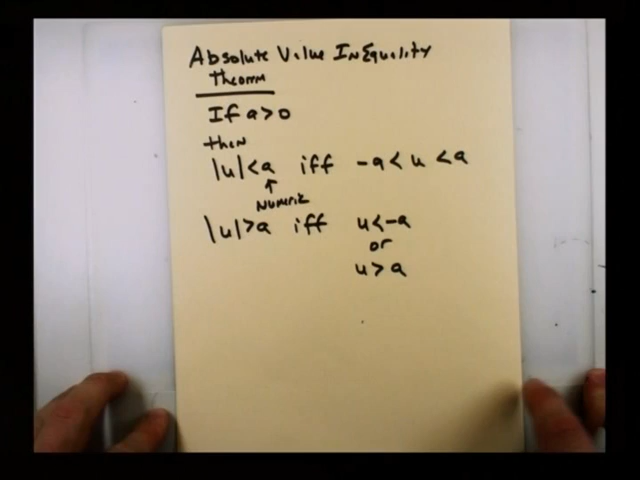 Absolute Value InEquality
Theorem
If a>0
then
|u|<a iff -a<u<a
↑
Numeric
|u|>a iff u<-a
or
u>a